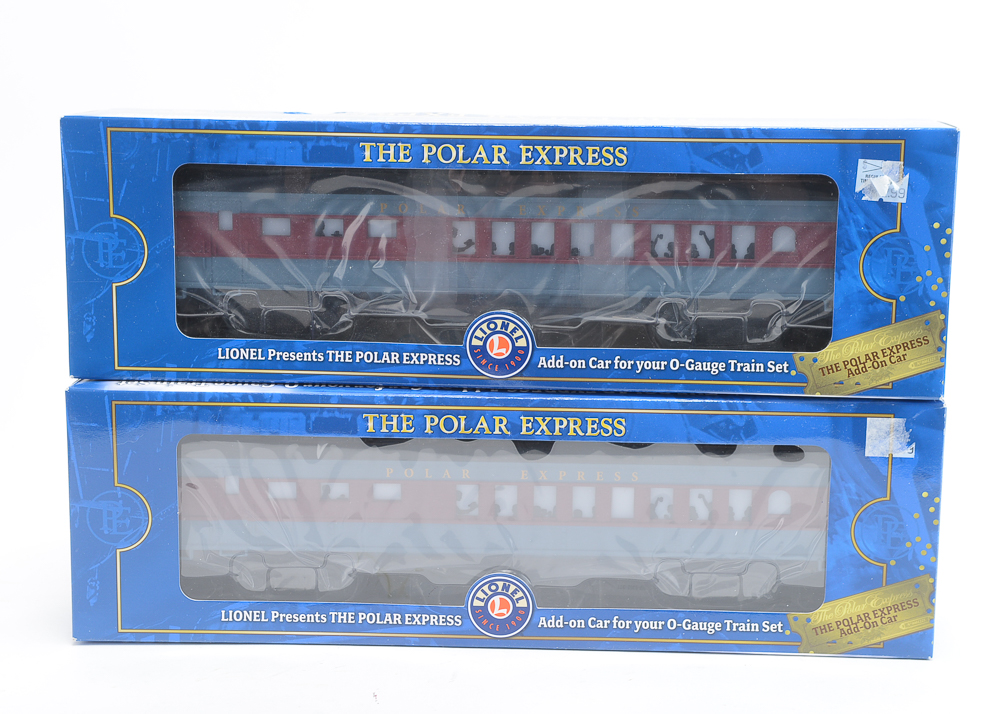 THE POLAR EXPRESS
POLAR EXPRESS
LIONEL
SINCE 1900
L
LIONEL Presents THE POLAR EXPRESS
Add-on Car for your O-Gauge Train Set
The Polar Express
THE POLAR EXPRESS
Add-On Car
THE POLAR EXPRESS
POLAR EXPRESS
LIONEL
SINCE 1900
L
LIONEL Presents THE POLAR EXPRESS
Add-on Car for your O-Gauge Train Set
The Polar Express
THE POLAR EXPRESS
Add-On Car